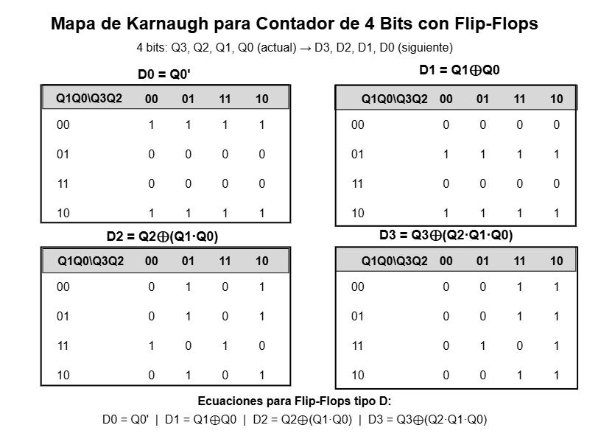 Mapa de Karnaugh para Contador de 4 Bits con Flip-Flops
4 bits: Q3, Q2, Q1, Q0 (actual) → D3, D2, D1, D0 (siguiente)
D0 = Q0'
Q1Q0\Q3Q2 00 01 11 10
00 1 1 1 1
01 0 0 0 0
11 0 0 0 0
10 1 1 1 1
D1 = Q1⊕Q0
Q1Q0\Q3Q2 00 01 11 10
00 0 0 0 0
01 1 1 1 1
11 0 0 0 0
10 1 1 1 1
D2 = Q2⊕(Q1·Q0)
Q1Q0\Q3Q2 00 01 11 10
00 0 1 0 1
01 0 1 0 1
11 1 0 1 0
10 0 1 0 1
D3 = Q3⊕(Q2·Q1·Q0)
Q1Q0\Q3Q2 00 01 11 10
00 0 0 1 1
01 0 0 1 1
11 0 1 0 1
10 0 0 1 1
Ecuaciones para Flip-Flops tipo D:
D0 = Q0' | D1 = Q1⊕Q0 | D2 = Q2⊕(Q1·Q0) | D3 = Q3⊕(Q2·Q1·Q0)